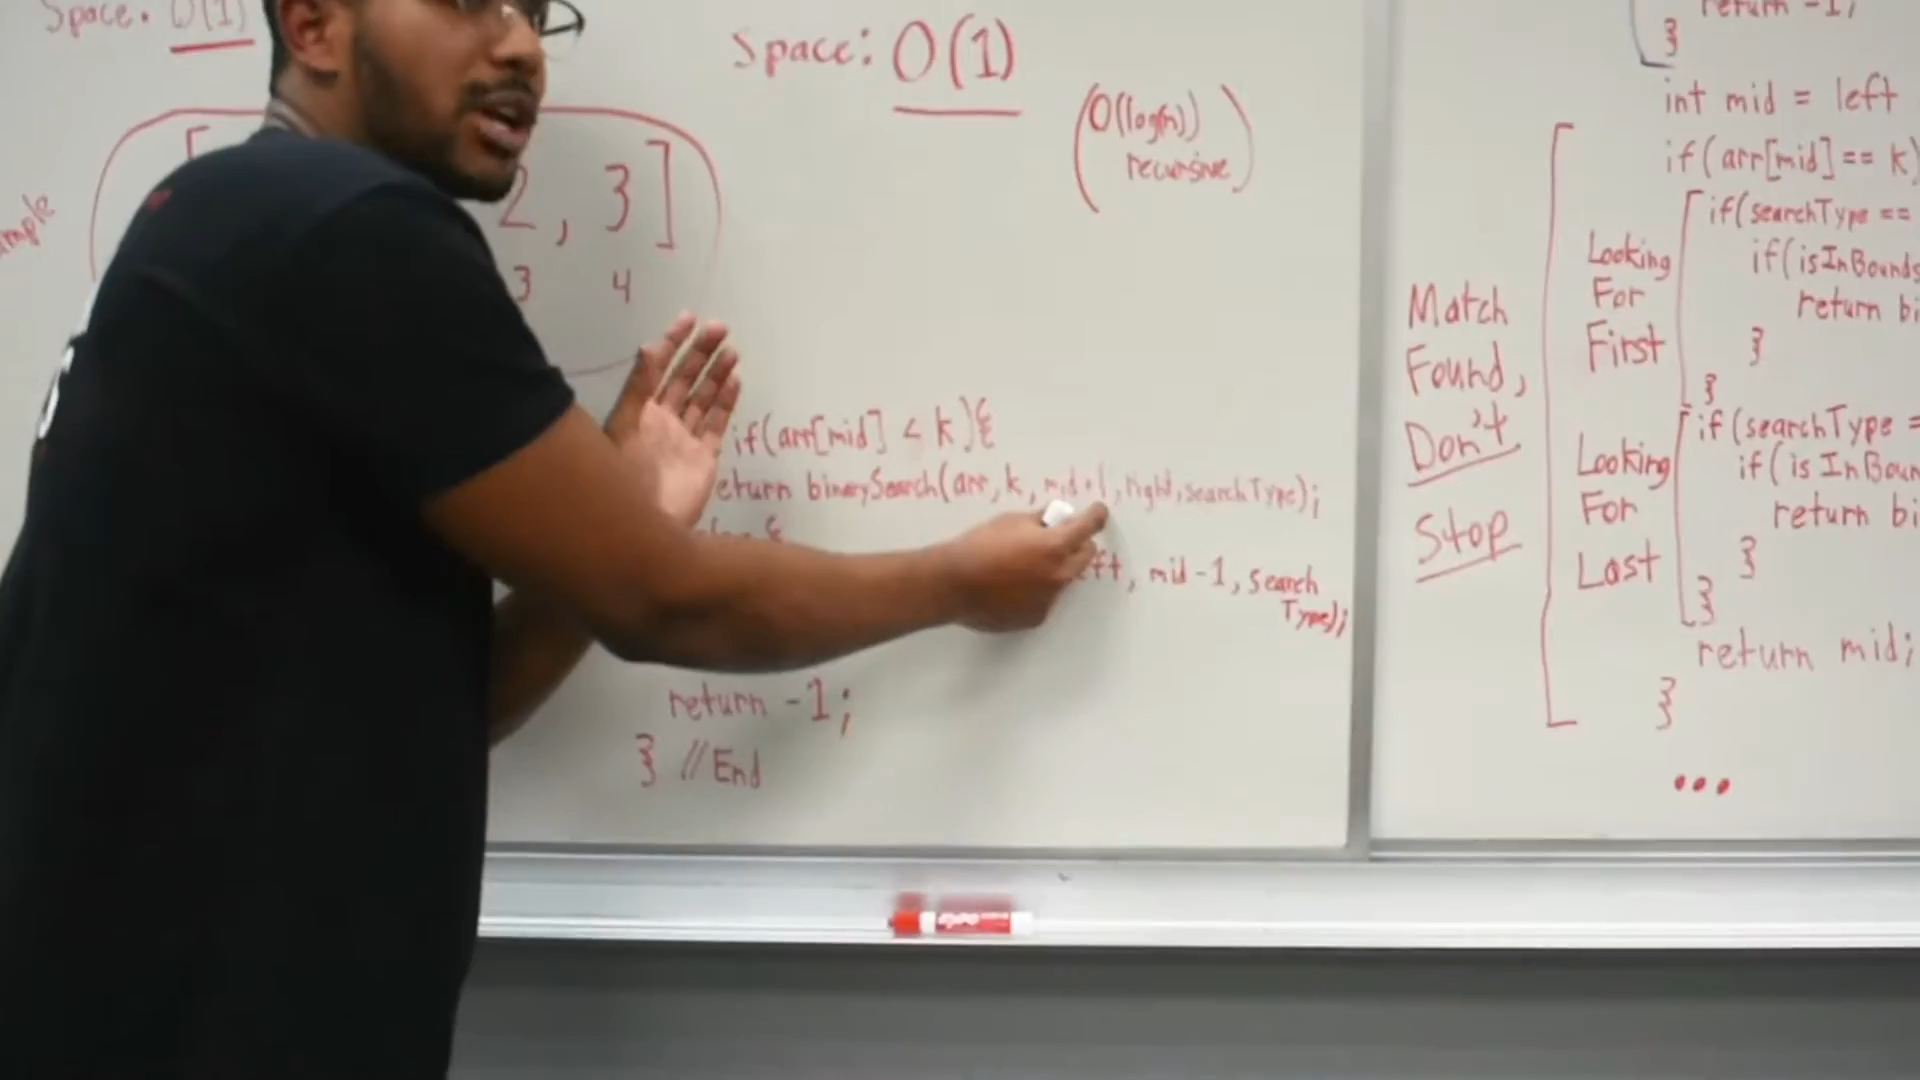 Space: O(1)
Space: O(1)
(O(log(n))
recursive)
2, 3]
3 4
if(arr[mid] < k){
return binarySearch(arr, k, mid+1, right, searchType);
left, mid-1, search
Type);
return -1;
} //End
return -1;
}
int mid = left
if(arr[mid] == k)
if(searchType ==
if(isInBounds
return bi
}
}
if(searchType =
if(isInBoun
return bi
}
}
return mid;
}
...
Match
Found,
Don't
Stop
Looking
For
First
Looking
For
Last
expo